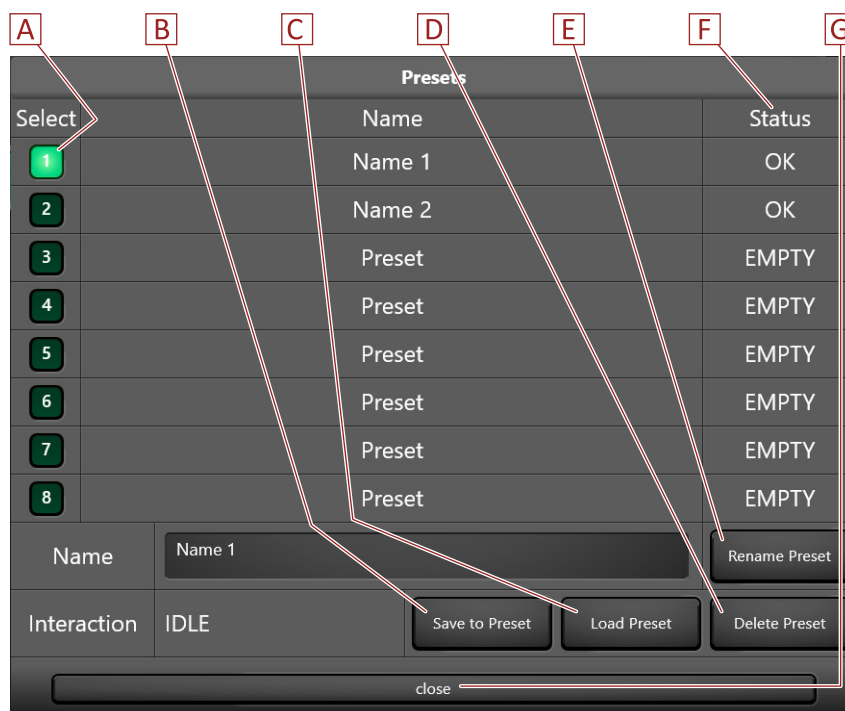 A B C D E F G
Presets
Select Name Status
1 Name 1 OK
2 Name 2 OK
3 Preset EMPTY
4 Preset EMPTY
5 Preset EMPTY
6 Preset EMPTY
7 Preset EMPTY
8 Preset EMPTY
Name Name 1 Rename Preset
Interaction IDLE Save to Preset Load Preset Delete Preset
close